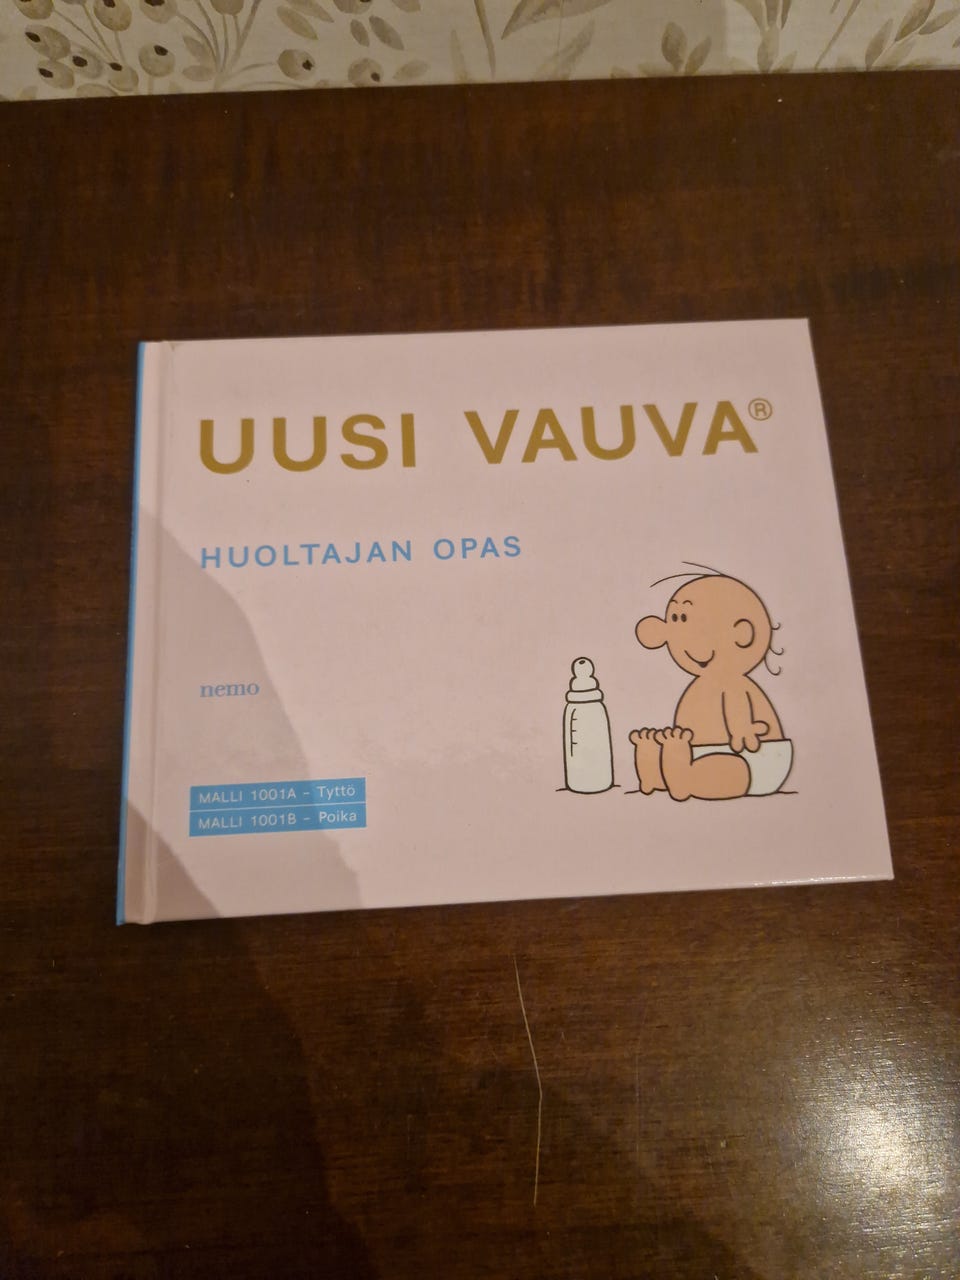 UUSI VAUVA®
HUOLTAJAN OPAS
nemo
MALLI 1001A – Tyttö
MALLI 1001B – Poika